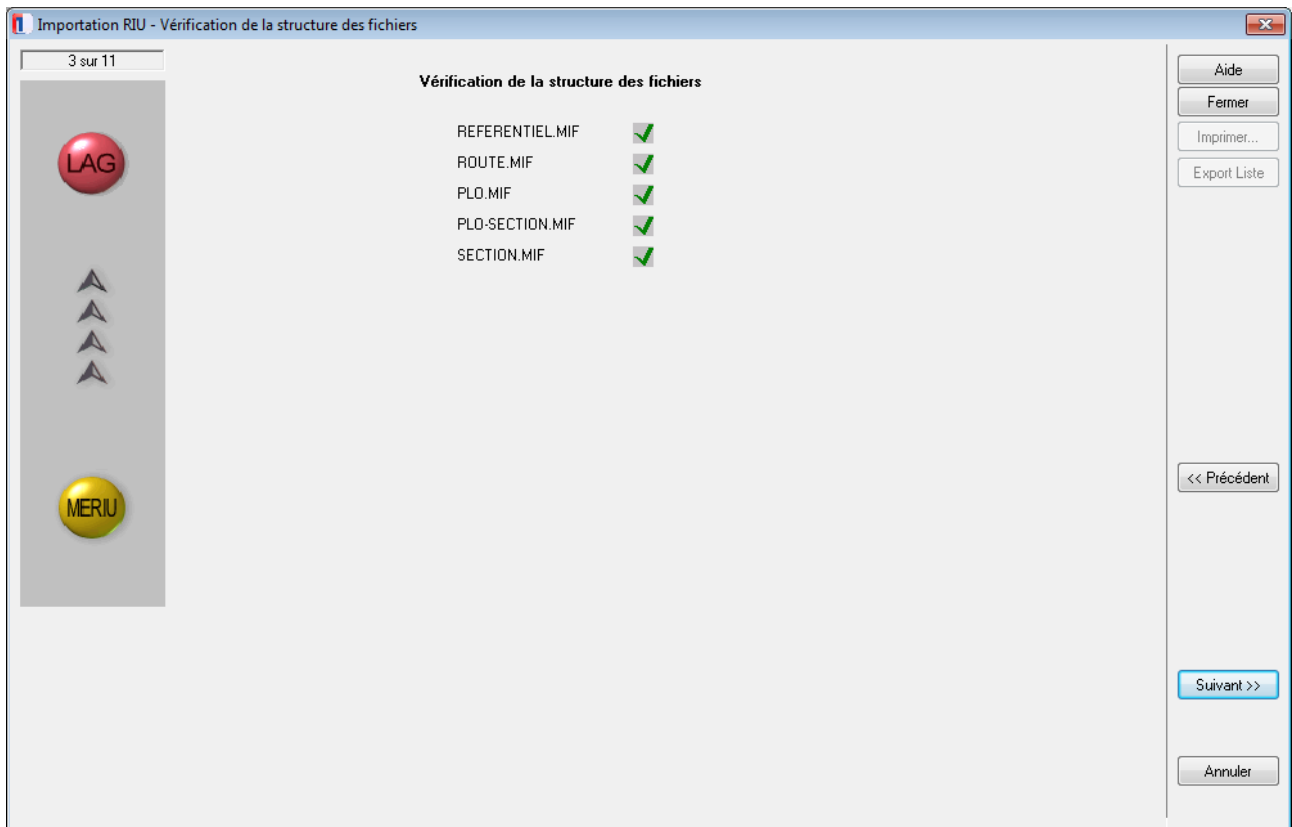 Importation RIU - Vérification de la structure des fichiers
3 sur 11
LAG
MERIU
Vérification de la structure des fichiers
REFERENTIEL.MIF
ROUTE.MIF
PLO.MIF
PLO-SECTION.MIF
SECTION.MIF
Aide
Fermer
Imprimer...
Export Liste
<< Précédent
Suivant >>
Annuler